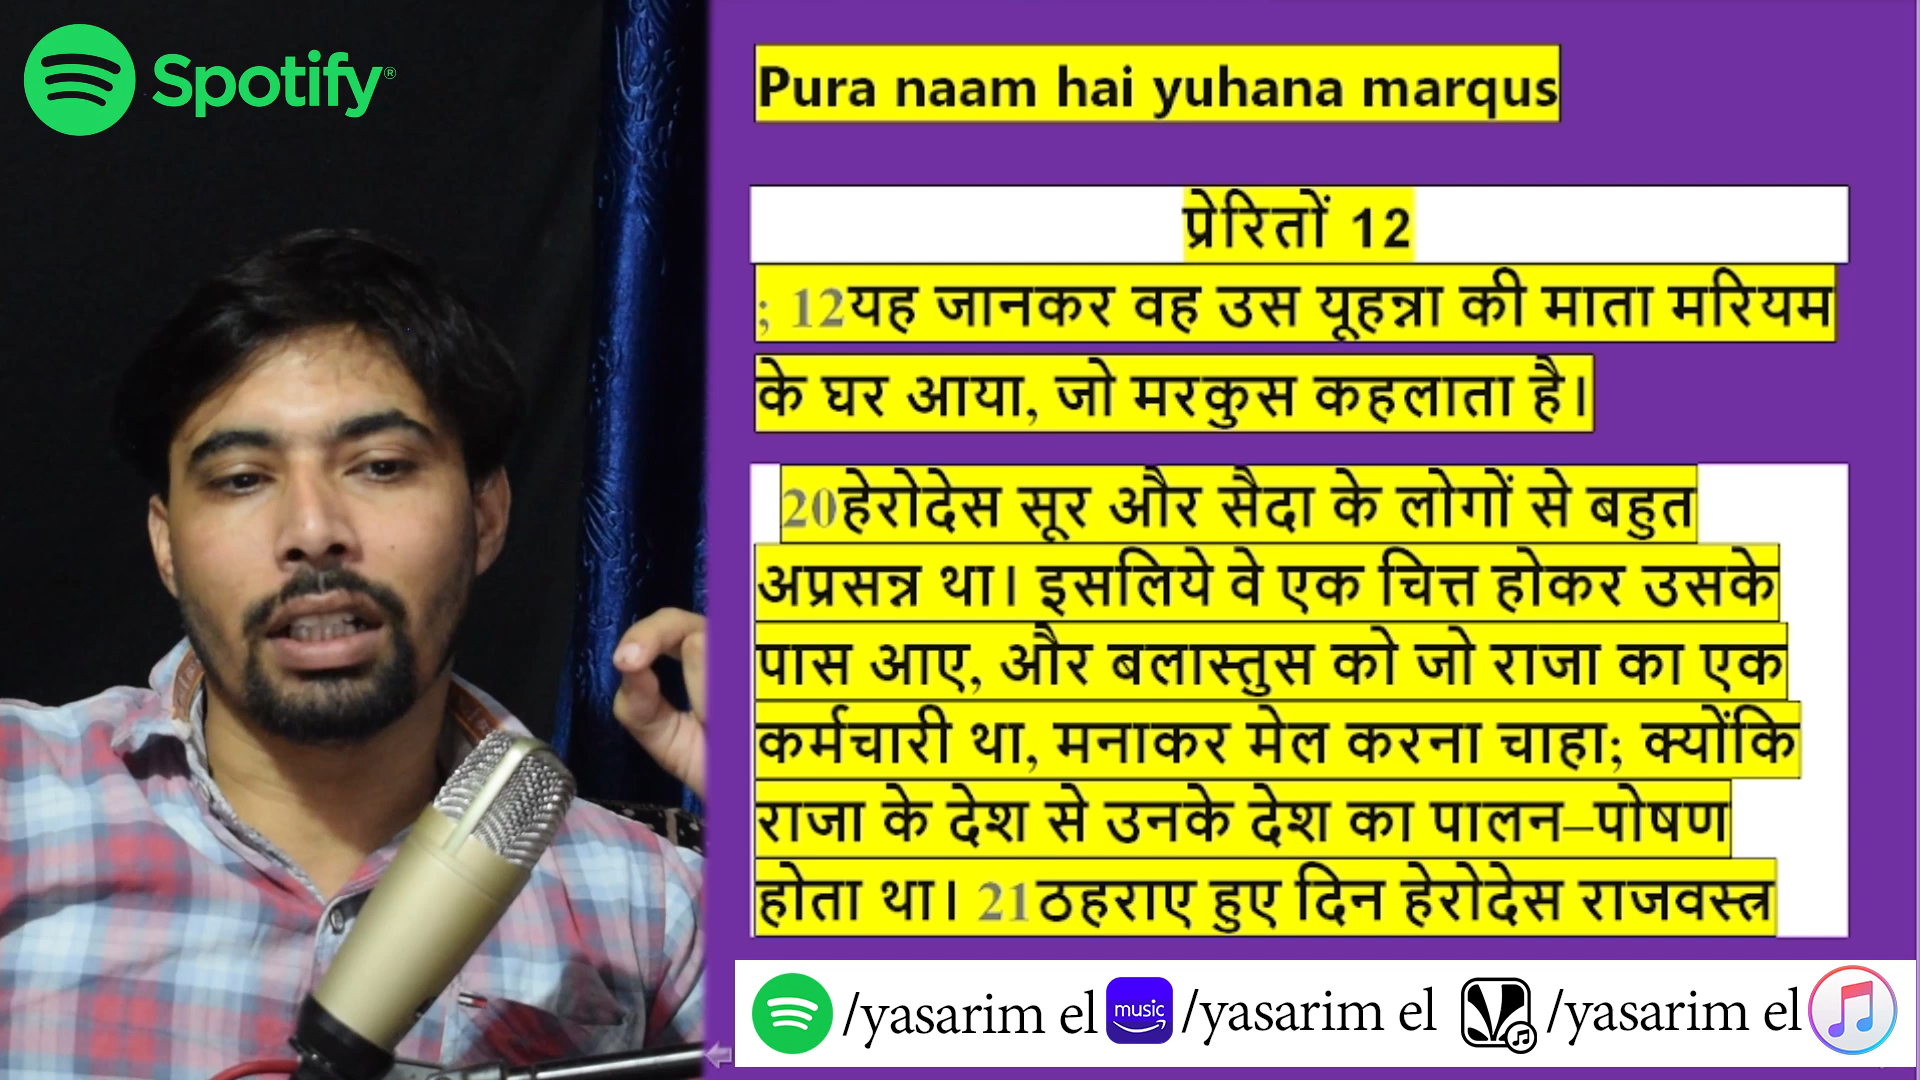 Spotify®
Pura naam hai yuhana marqus
प्रेरितों 12
; 12यह जानकर वह उस यूहन्ना की माता मरियम
के घर आया, जो मरकुस कहलाता है।
20हेरोदेस सूर और सैदा के लोगों से बहुत
अप्रसन्न था। इसलिये वे एक चित्त होकर उसके
पास आए, और बलास्तुस को जो राजा का एक
कर्मचारी था, मनाकर मेल करना चाहा; क्योंकि
राजा के देश से उनके देश का पालन–पोषण
होता था। 21ठहराए हुए दिन हेरोदेस राजवस्त्र
/yasarim el music /yasarim el /yasarim el